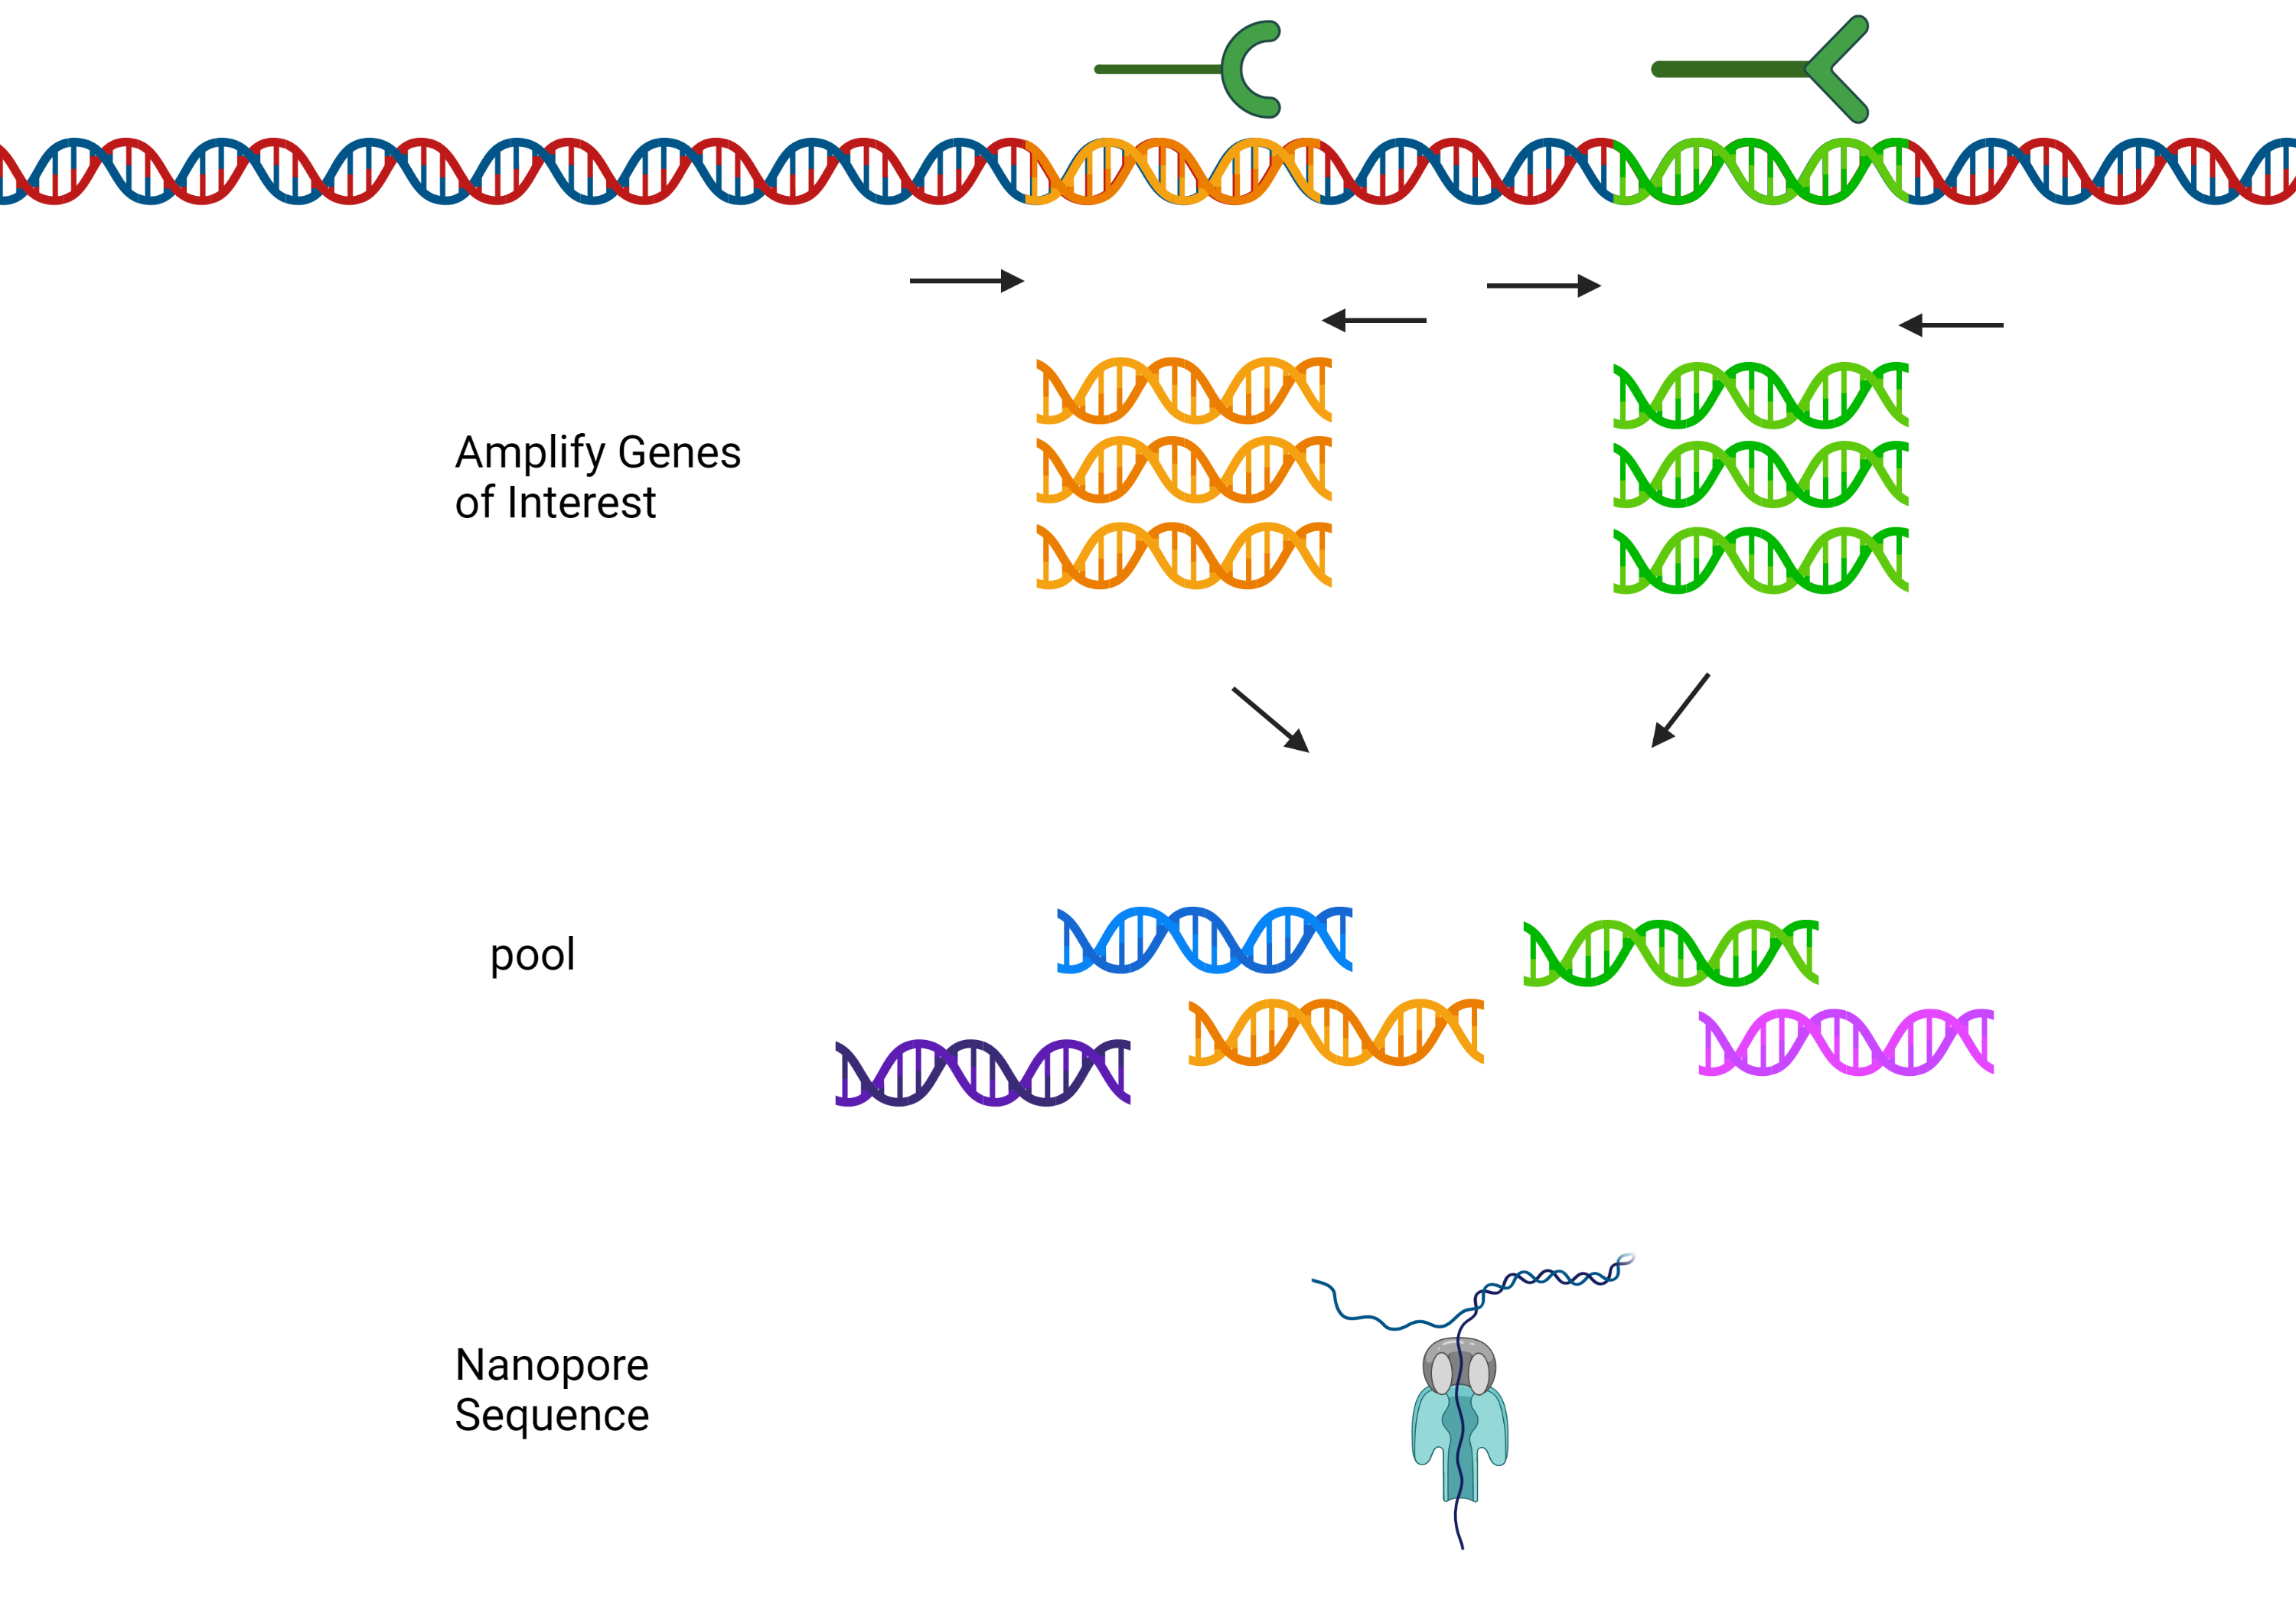 Amplify Genes
of Interest
pool
Nanopore
Sequence